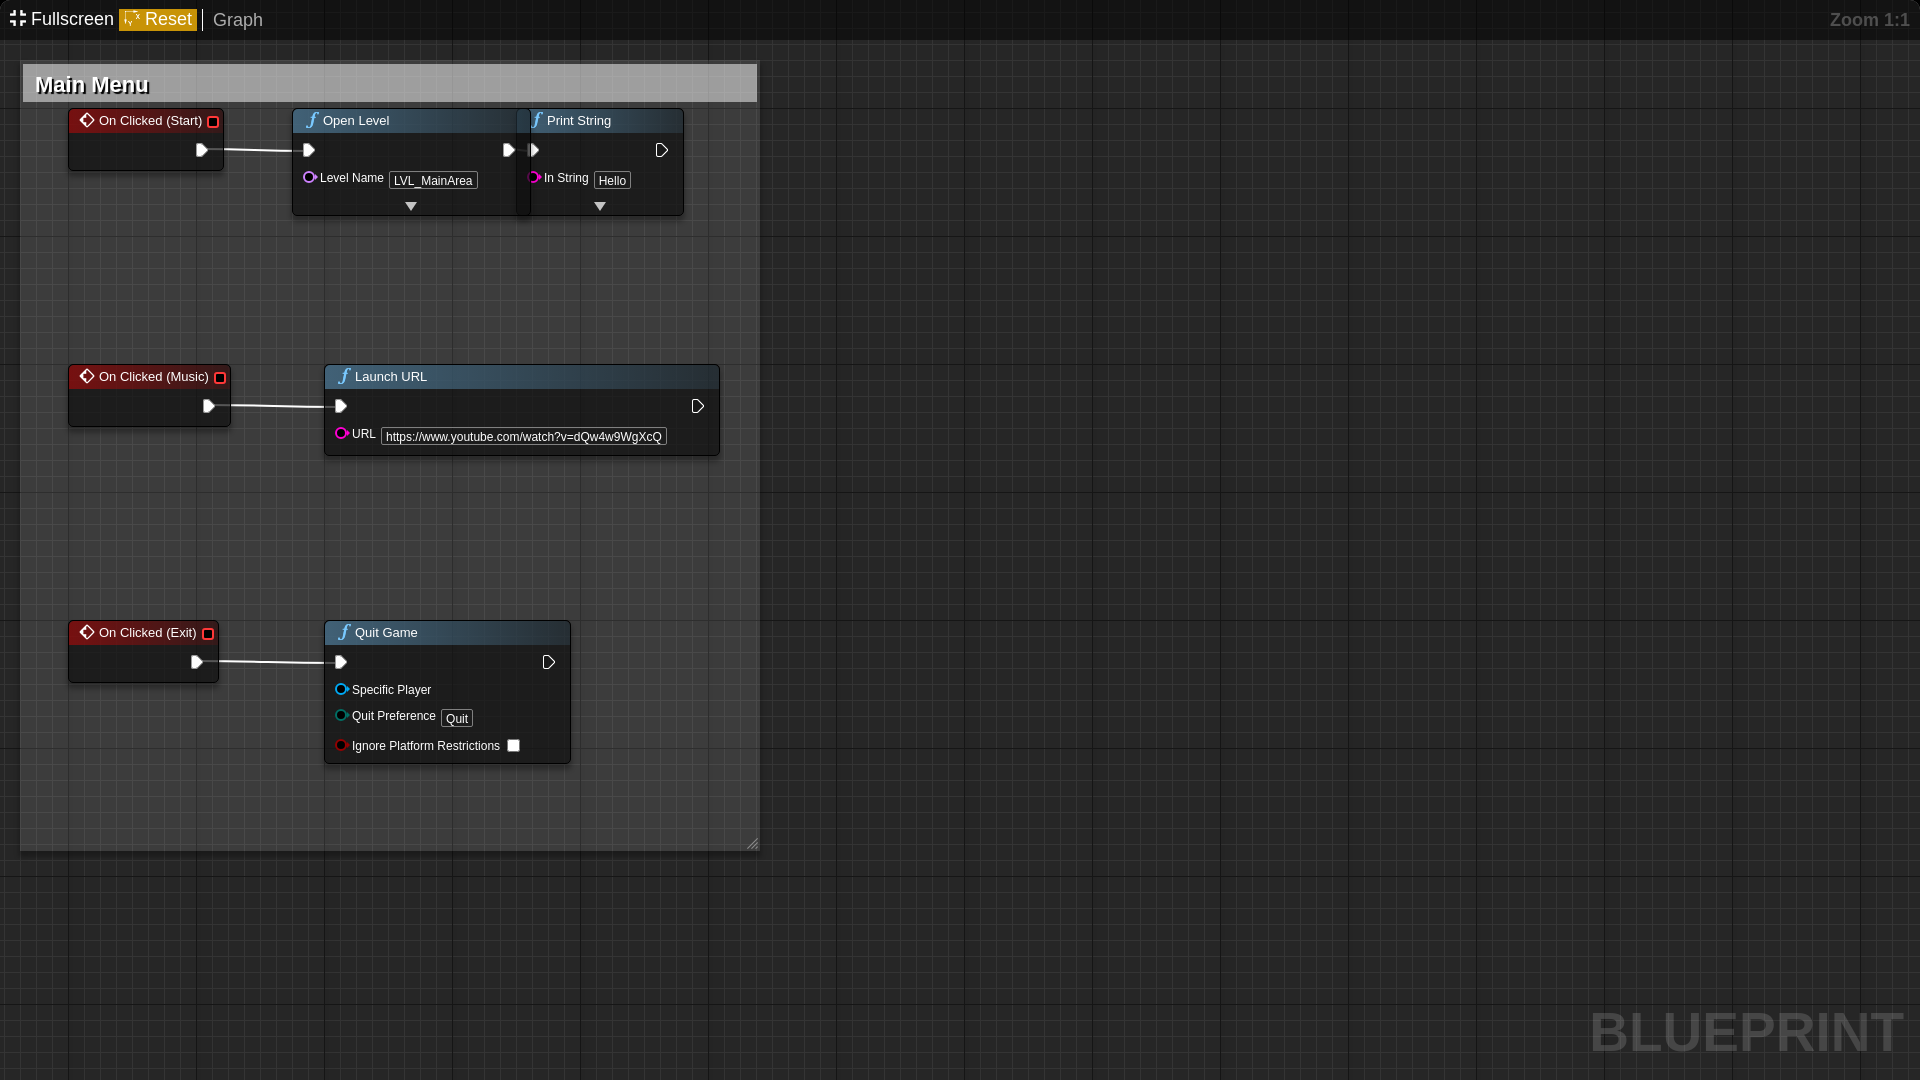 Fullscreen Reset Graph Zoom 1:1
Main Menu
On Clicked (Start) Open Level Print String
Level Name LVL_MainArea In String Hello
On Clicked (Music) Launch URL
URL https://www.youtube.com/watch?v=dQw4w9WgXcQ
On Clicked (Exit) Quit Game
Specific Player
Quit Preference Quit
Ignore Platform Restrictions
BLUEPRINT